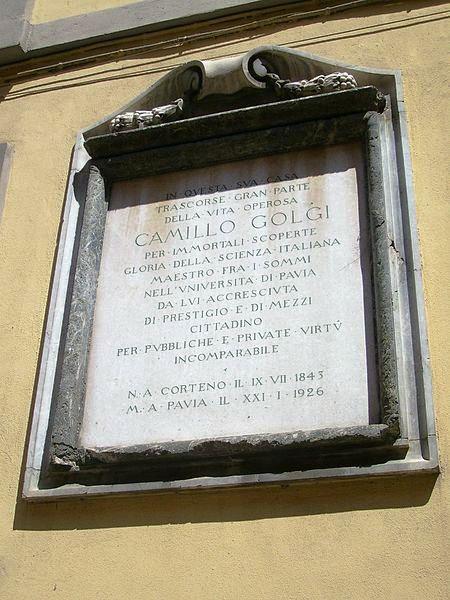 IN QVESTA SVA CASA
TRASCORSE · GRAN · PARTE
DELLA · VITA · OPEROSA
CAMILLO GOLGI
PER · IMMORTALI · SCOPERTE
GLORIA · DELLA · SCIENZA · ITALIANA
MAESTRO · FRA · I · SOMMI
NELL'VNIVERSITÀ · DI · PAVIA
DA · LVI · ACCRESCIVTA
DI · PRESTIGIO · E · DI · MEZZI
CITTADINO
PER · PVBBLICHE · E · PRIVATE · VIRTÙ
INCOMPARABILE
N · A · CORTENO · IL · IX · VII · 1843
M · A · PAVIA · IL · XXI · I · 1926